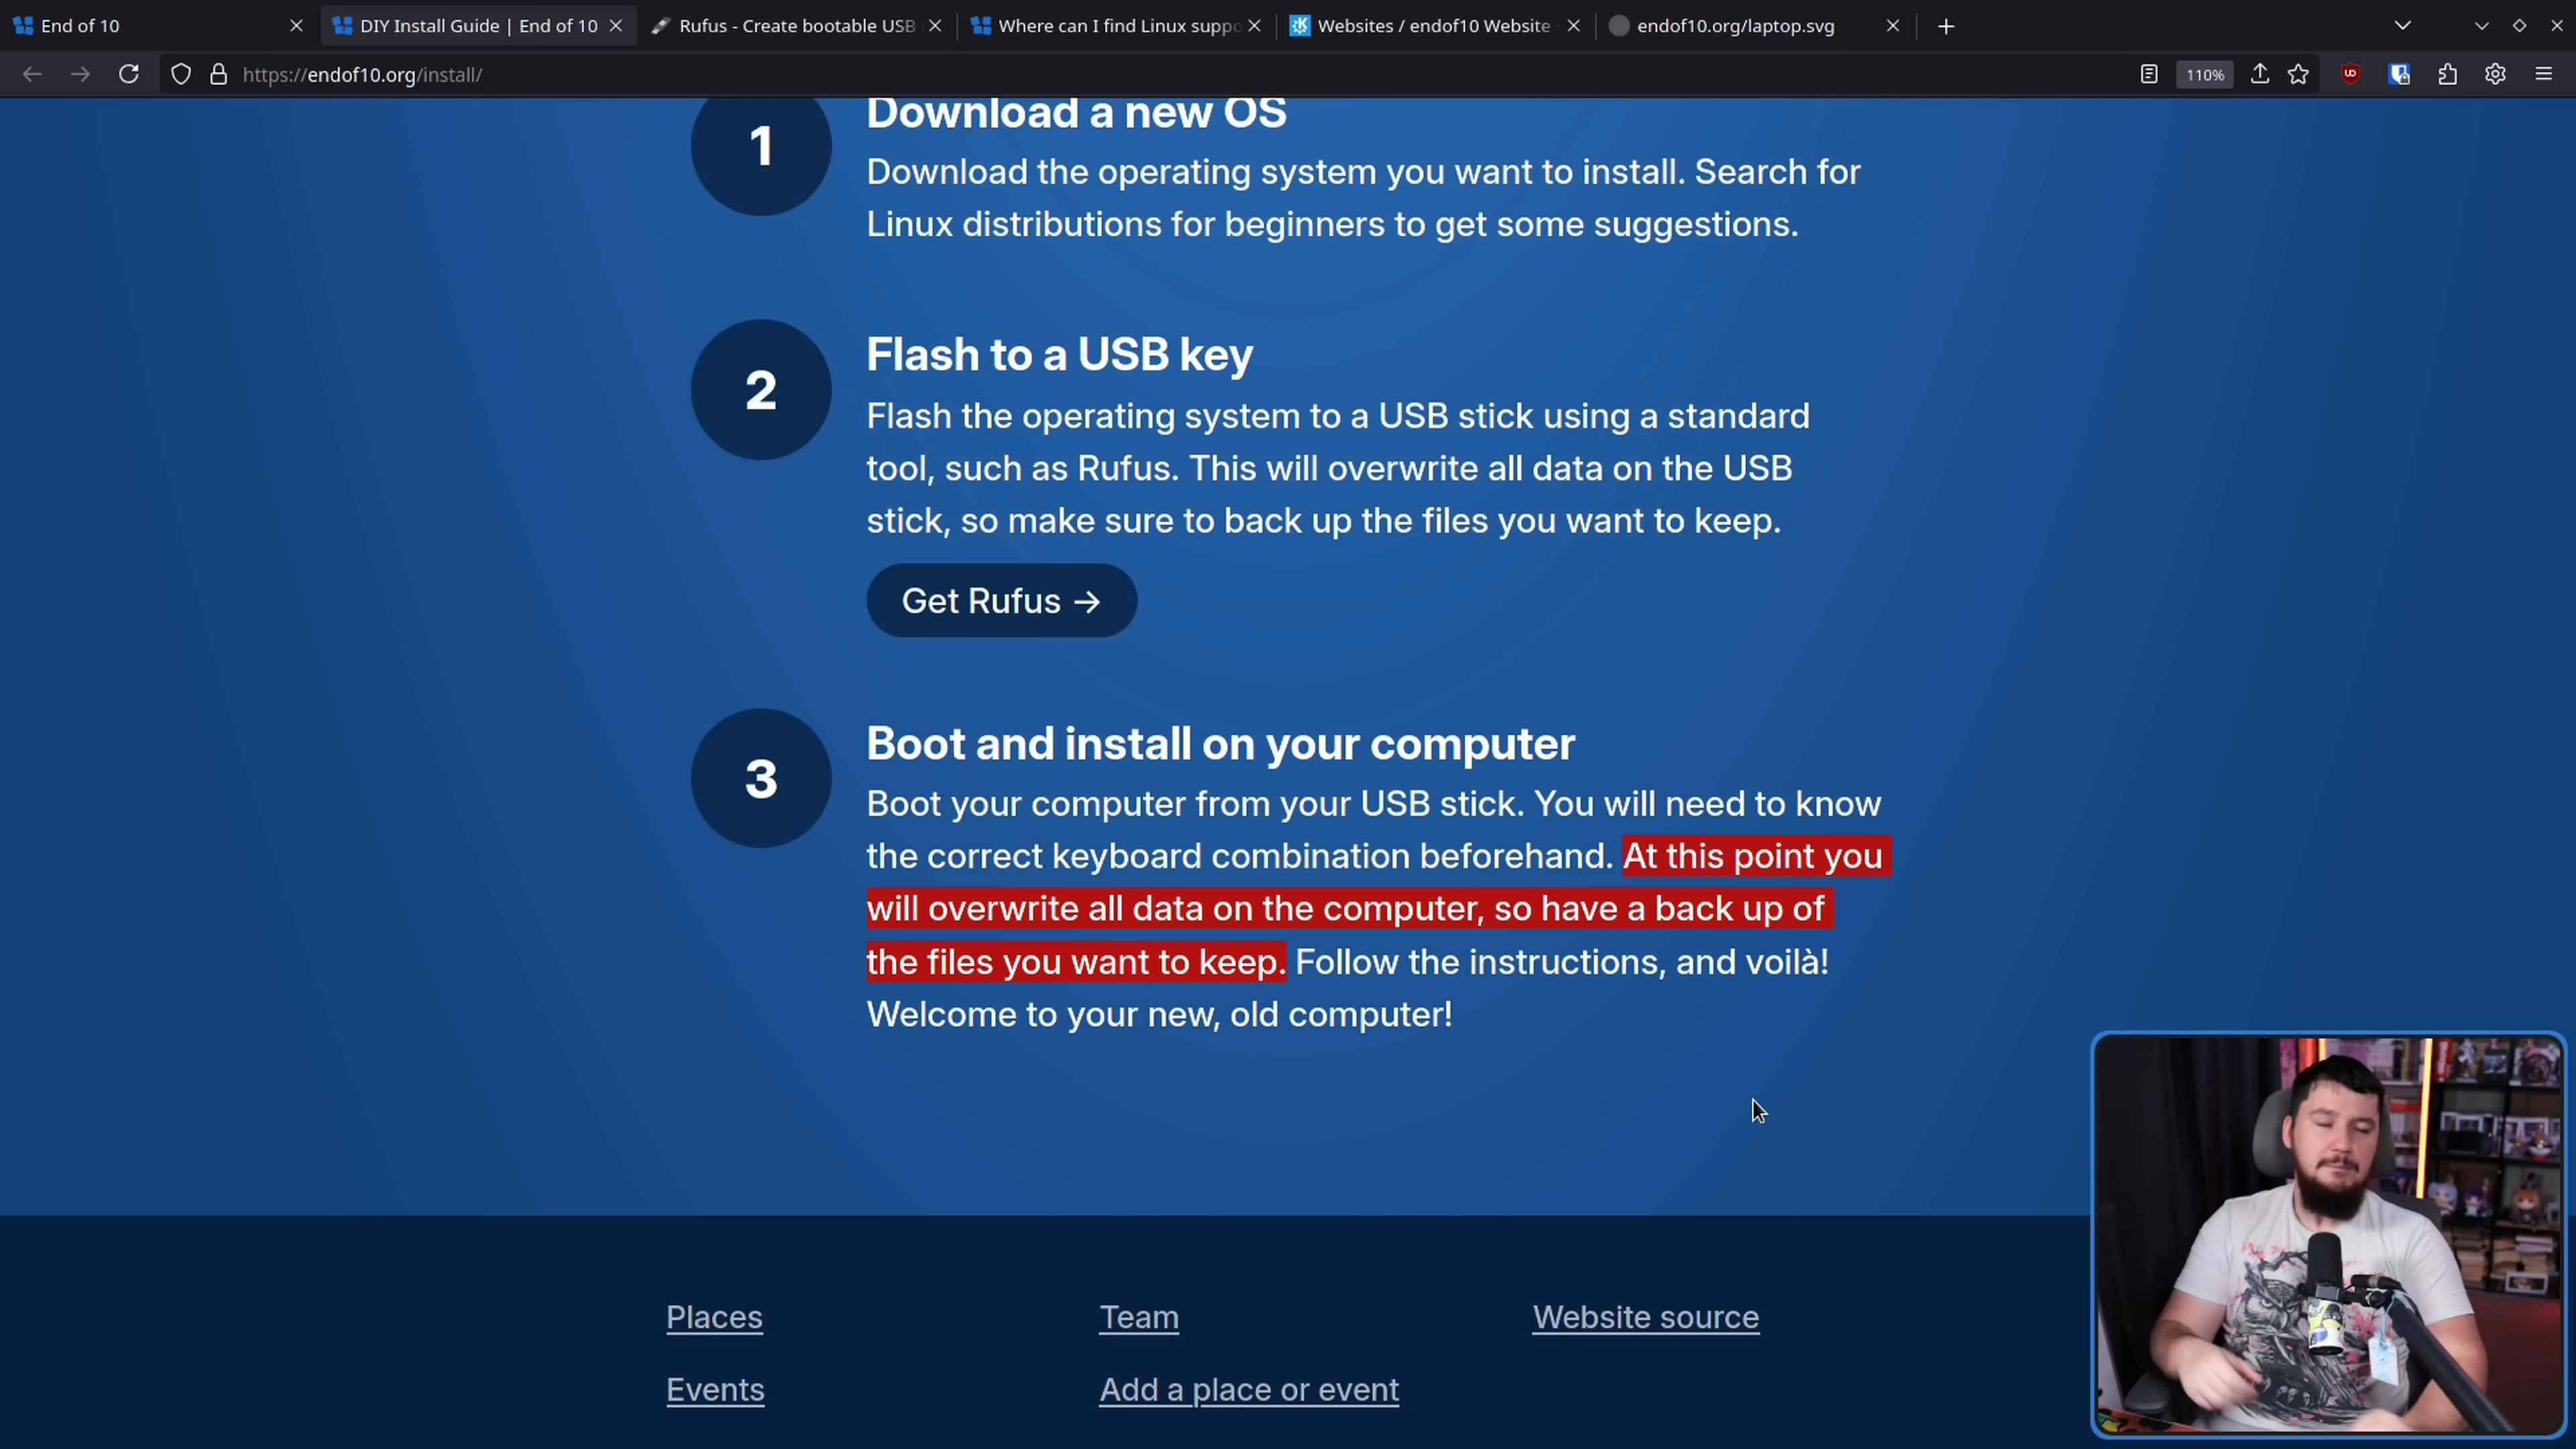 End of 10
DIY Install Guide | End of 10
Rufus - Create bootable USB
Where can I find Linux suppo
Websites / endof10 Website
endof10.org/laptop.svg
https://endof10.org/install/
110%
1
Download a new OS
Download the operating system you want to install. Search for
Linux distributions for beginners to get some suggestions.
2
Flash to a USB key
Flash the operating system to a USB stick using a standard
tool, such as Rufus. This will overwrite all data on the USB
stick, so make sure to back up the files you want to keep.
Get Rufus →
3
Boot and install on your computer
Boot your computer from your USB stick. You will need to know
the correct keyboard combination beforehand. At this point you
will overwrite all data on the computer, so have a back up of
the files you want to keep. Follow the instructions, and voilà!
Welcome to your new, old computer!
Places
Team
Website source
Events
Add a place or event